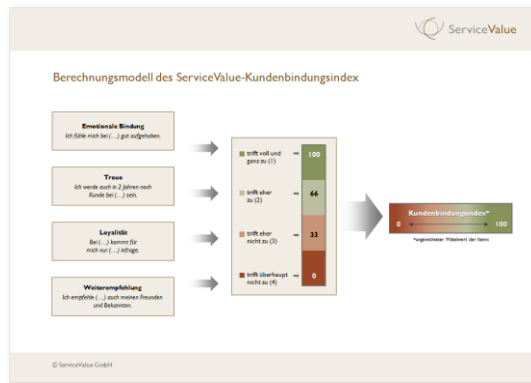 ServiceValue
Berechnungsmodell des ServiceValue-Kundenbindungsindex
Emotionale Bindung
Ich fühle mich bei (…) gut aufgehoben.
Treue
Ich werde auch in 2 Jahren noch
Kunde bei (…) sein.
Loyalität
Bei (…) kommt für
mich nur (…) infrage.
Weiterempfehlung
Ich empfehle (…) auch meinen Freunden
und Bekannten.
trifft voll und
ganz zu (1)
100
trifft eher
zu (2)
66
trifft eher
nicht zu (3)
33
trifft überhaupt
nicht zu (4)
0
Kundenbindungsindex*
0
100
*ungewichteter Mittelwert der Items
© ServiceValue GmbH